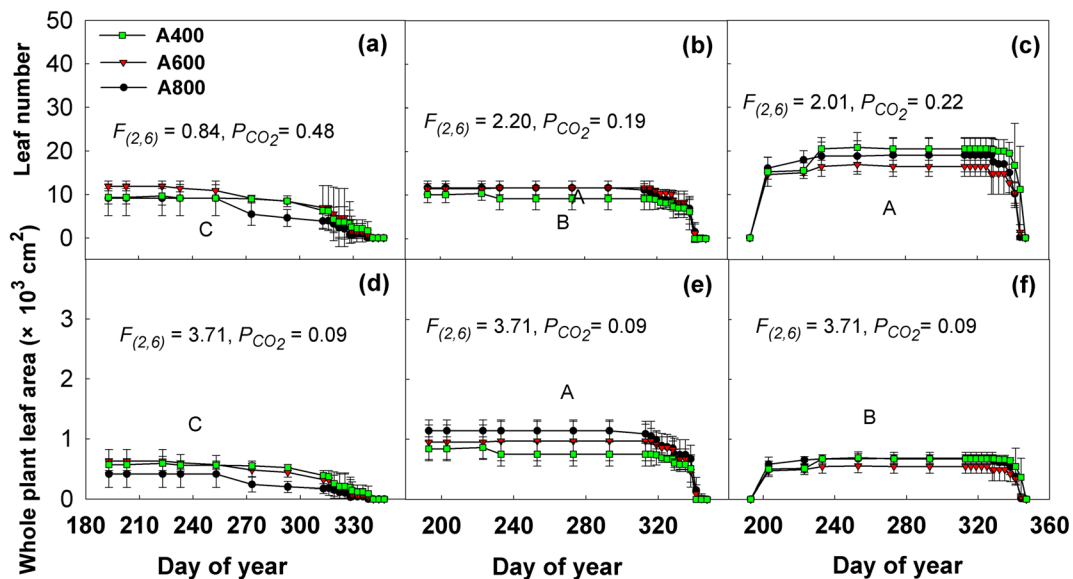 Leaf number
50
40
30
20
10
0
A400
A600
A800
(a)
F(2,6) = 0.84, PCO2 = 0.48
C
(b)
F(2,6) = 2.20, PCO2 = 0.19
A
B
(c)
F(2,6) = 2.01, PCO2 = 0.22
A
Whole plant leaf area (× 10³ cm²)
3
2
1
0
(d)
F(2,6) = 3.71, PCO2 = 0.09
C
(e)
F(2,6) = 3.71, PCO2 = 0.09
A
(f)
F(2,6) = 3.71, PCO2 = 0.09
B
180 210 240 270 300 330
200 240 280 320
200 240 280 320 360
Day of year
Day of year
Day of year